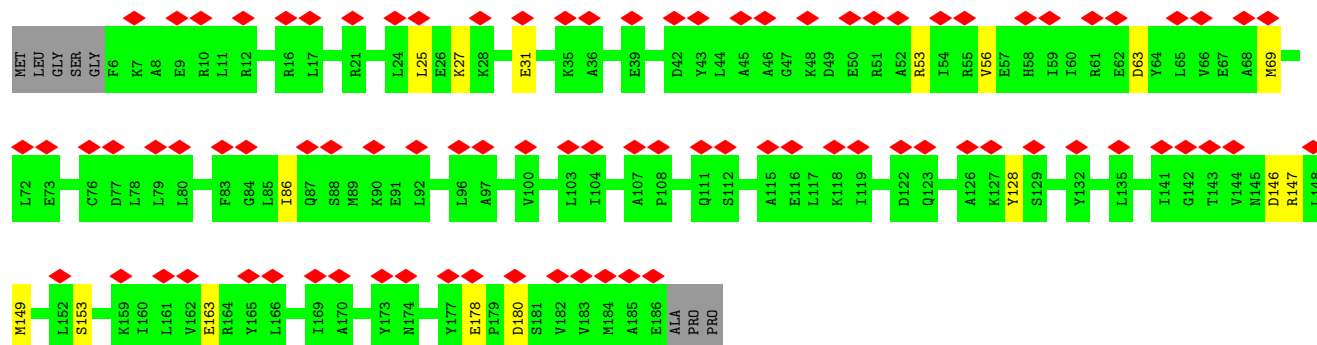 MET LEU GLY SER GLY F6 K7 A8 E9 R10 L11 R12 R16 L17 R21 L24 L25 E26 K27 K28 E31 K35 A36 E39 D42 Y43 L44 A45 A46 G47 K48 D49 E50 R51 A52 R53 I54 R55 V56 E57 H58 I59 I60 R61 E62 D63 Y64 L65 V66 E67 A68 M69
L72 E73 C76 D77 L78 L79 L80 F83 G84 L85 I86 Q87 S88 M89 K90 E91 L92 L96 A97 V100 L103 I104 A107 P108 Q111 S112 A115 E116 L117 K118 I119 D122 Q123 A126 K127 Y128 S129 Y132 L135 I141 G142 T143 V144 N145 D146 R147 L148
M149 L152 S153 K159 I160 L161 V162 E163 R164 Y165 L166 I169 A170 Y173 N174 Y177 E178 P179 D180 S181 V182 V183 M184 A185 E186 ALA PRO PRO